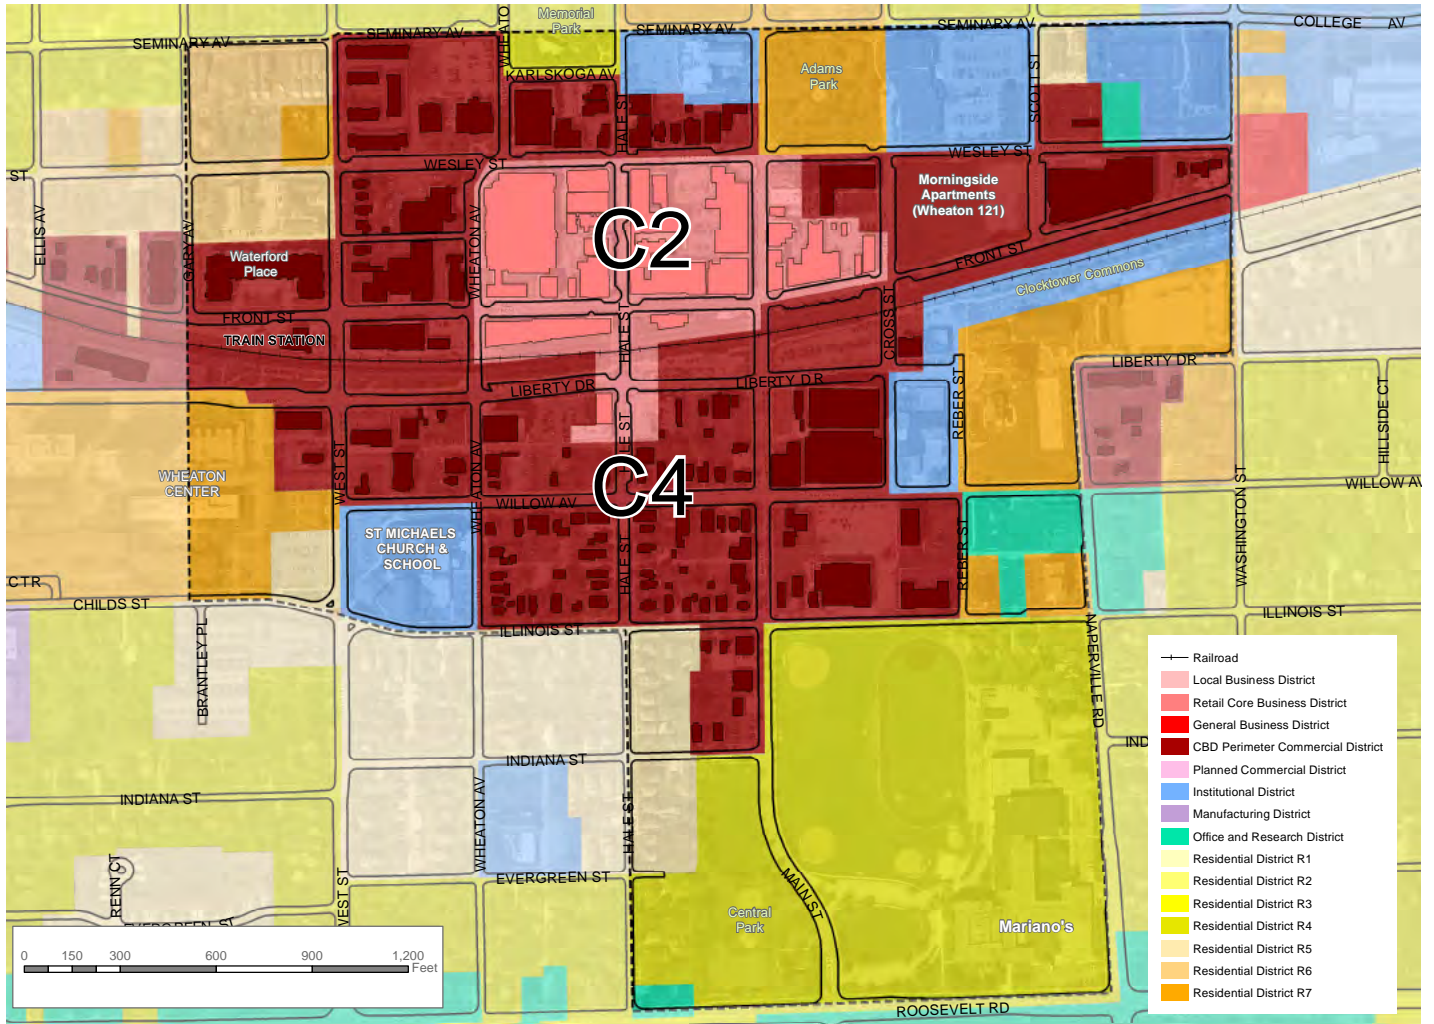 SEMINARY AV
SEMINARY AV
WHEATO
Memorial
Park
SEMINARY AV
SEMINARY AV
COLLEGE AV
KARLSKOGA AV
Adams
Park
SCOTT ST
HALE ST
WESLEY ST
WESLEY ST
ST
Morningside
Apartments
(Wheaton 121)
ELLIS AV
GARY AV
WHEATON AV
C2
Waterford
Place
FRONT ST
Clocktower Commons
FRONT ST
TRAIN STATION
HALE ST
CROSS ST
LIBERTY DR
LIBERTY DR
LIBERTY DR
REBER ST
HILLSIDE CT
WHEATON
CENTER
WEST ST
WHEATON AV
LE ST
C4
WILLOW AV
WILLOW AV
WASHINGTON ST
ST MICHAELS
CHURCH &
SCHOOL
HALE ST
REBER ST
CTR
CHILDS ST
ILLINOIS ST
ILLINOIS ST
BRANTLEY PL
NAPERVILLE RD
IND
INDIANA ST
INDIANA ST
WHEATON AV
HALE ST
RENN CT
WEST ST
EVERGREEN ST
EVERGREEN ST
MAIN ST
Central
Park
Mariano's
ROOSEVELT RD
0 150 300 600 900 1,200
Feet
Railroad
Local Business District
Retail Core Business District
General Business District
CBD Perimeter Commercial District
Planned Commercial District
Institutional District
Manufacturing District
Office and Research District
Residential District R1
Residential District R2
Residential District R3
Residential District R4
Residential District R5
Residential District R6
Residential District R7